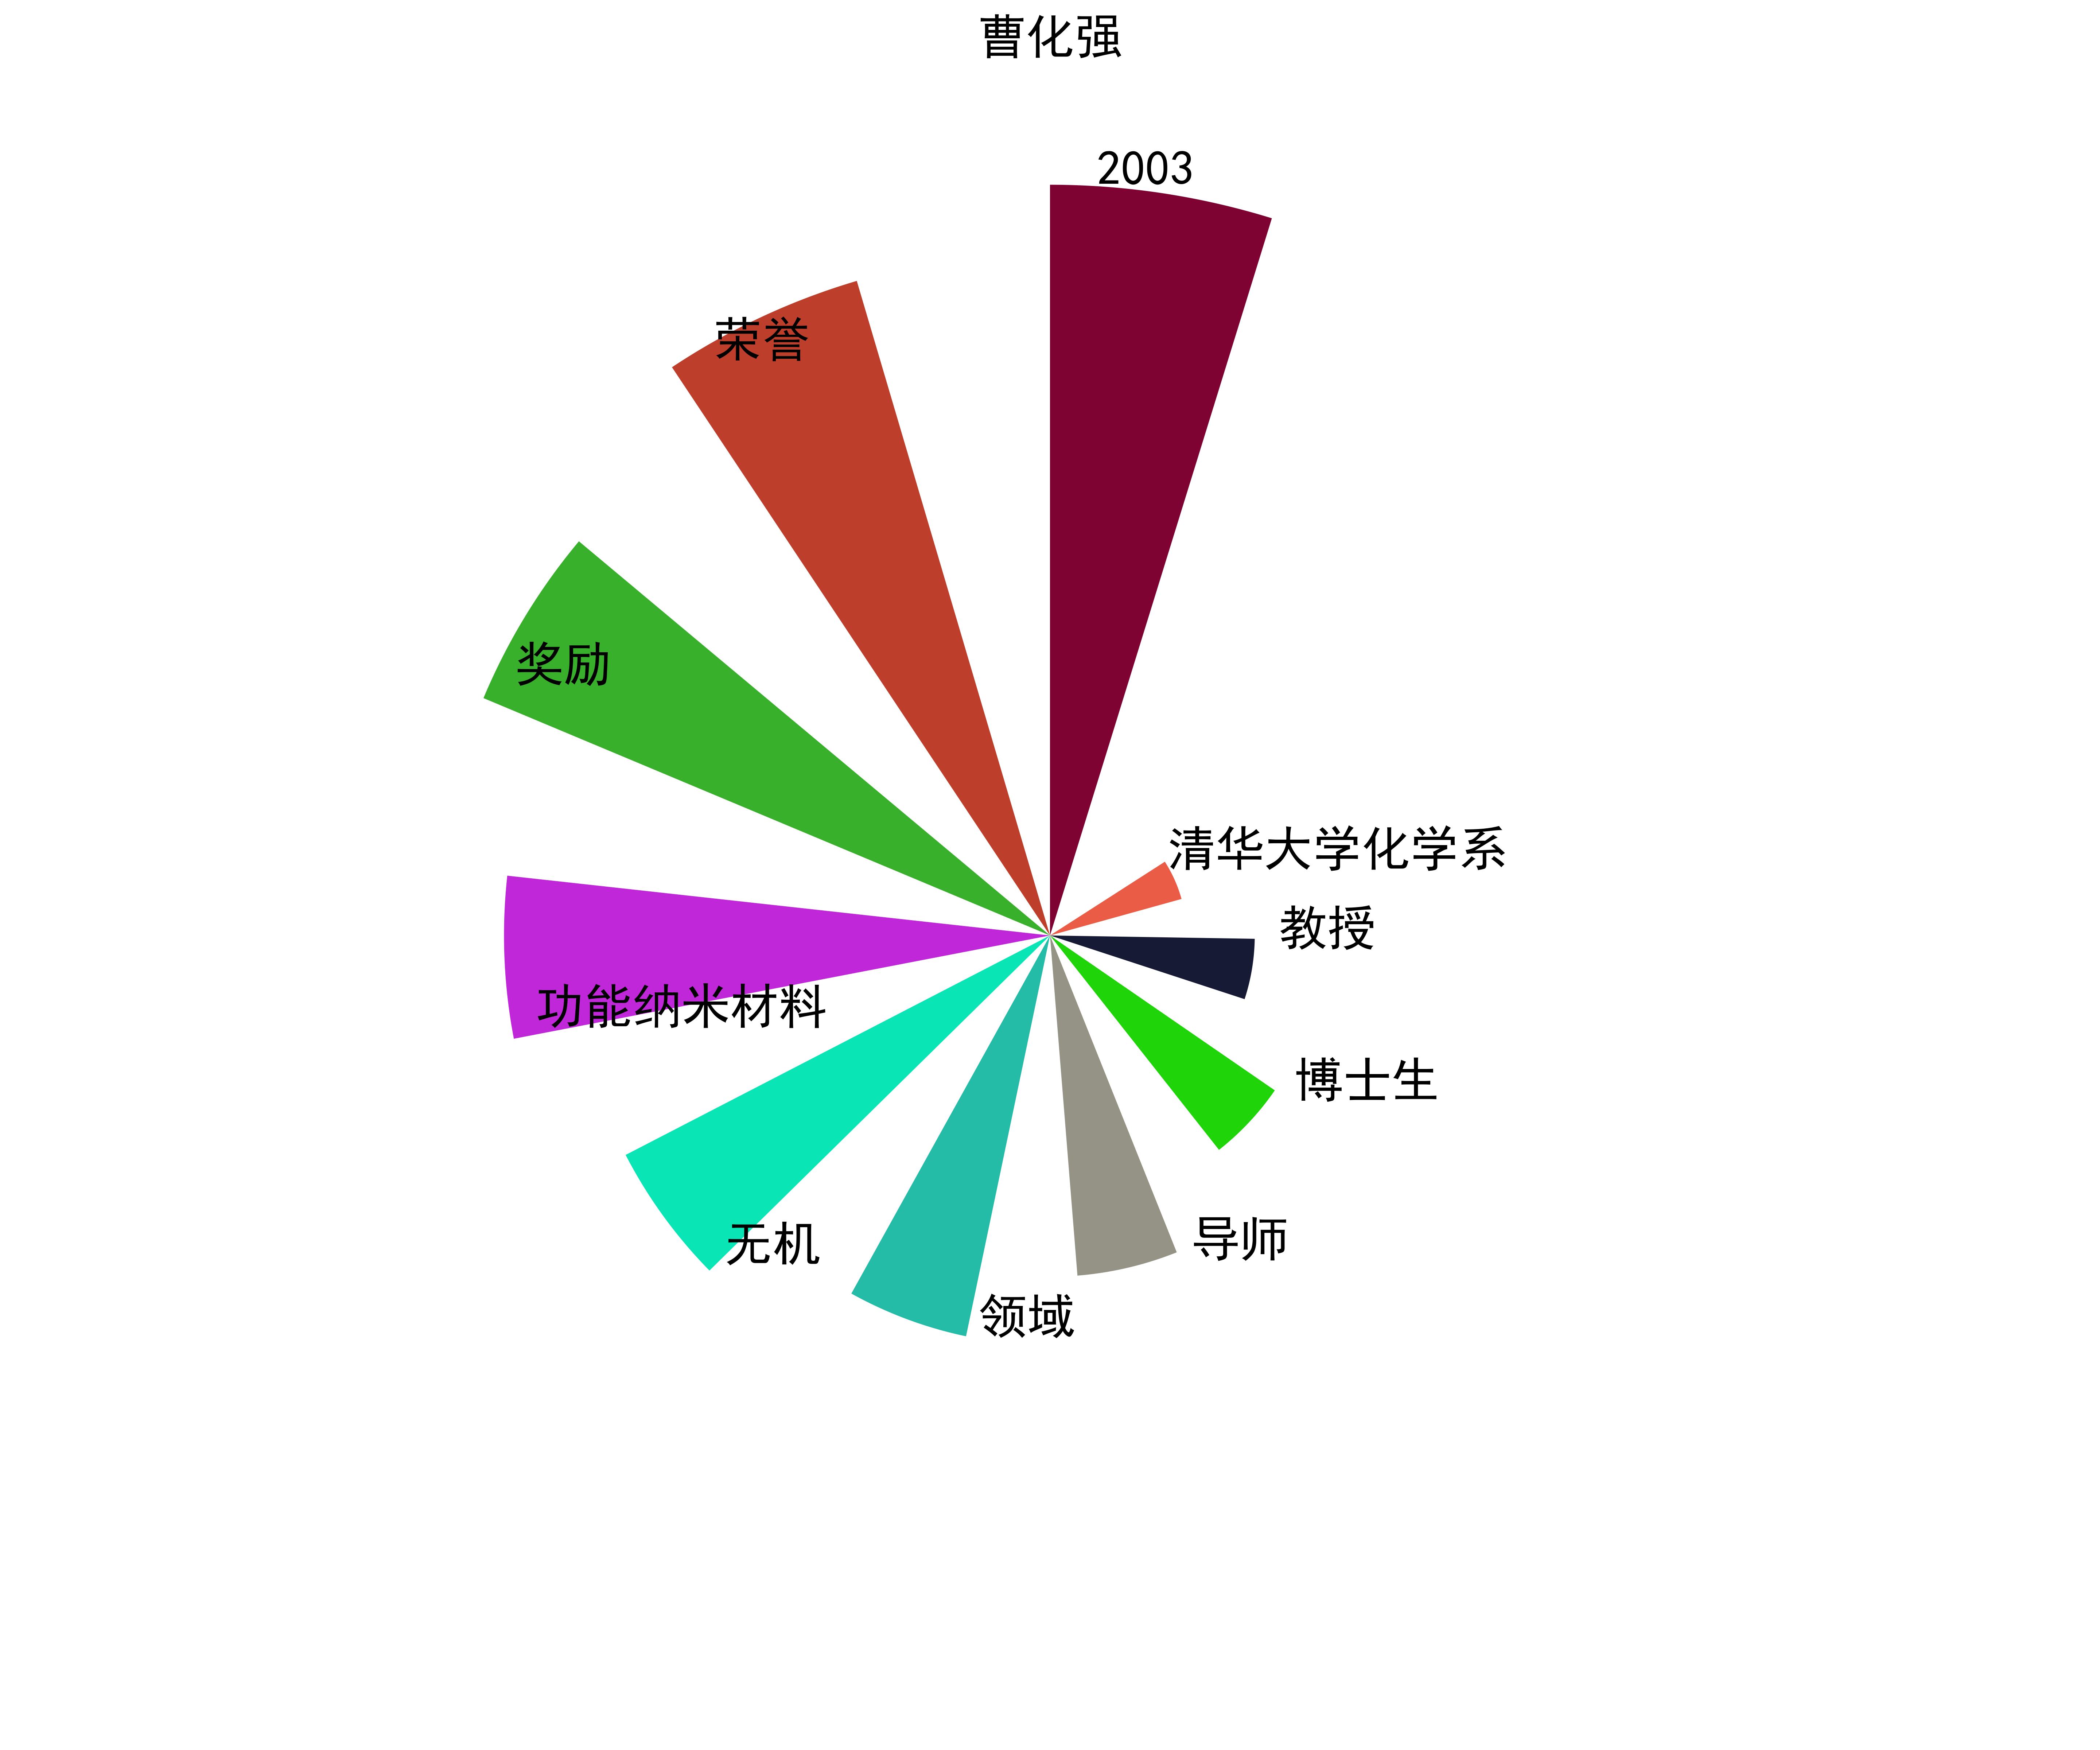 曹化强
2003
荣誉
奖励
清华大学化学系
教授
功能纳米材料
博士生
无机
导师
领域